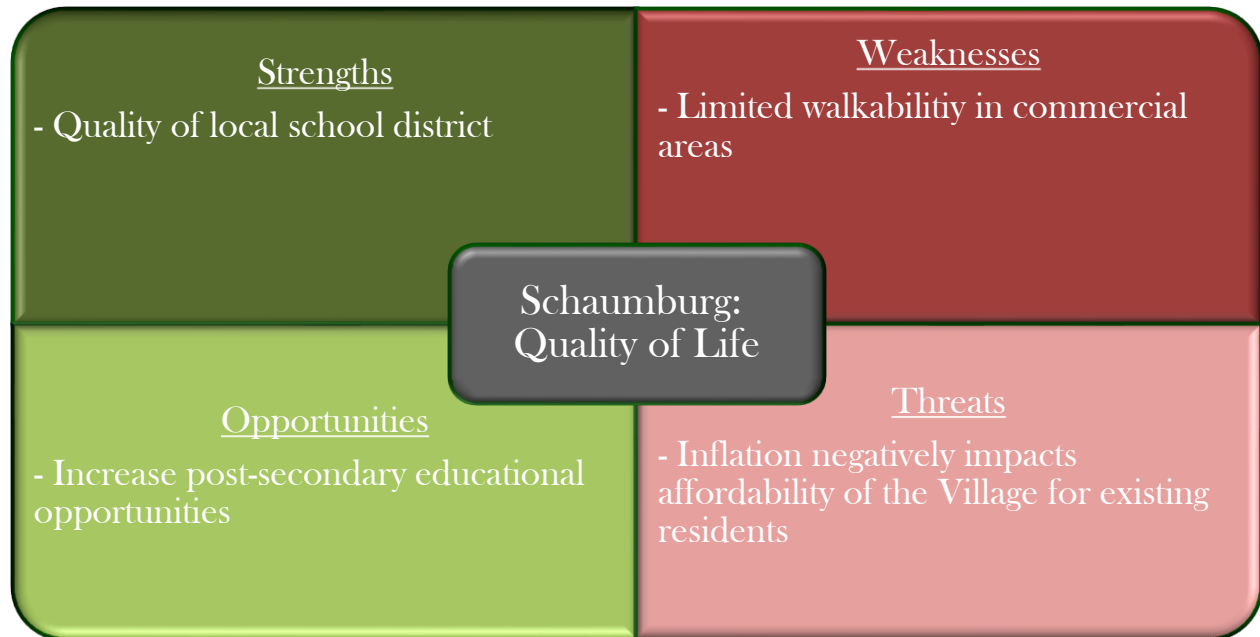 Strengths
- Quality of local school district
Weaknesses
- Limited walkabilitiy in commercial
areas
Schaumburg:
Quality of Life
Opportunities
- Increase post-secondary educational
opportunities
Threats
- Inflation negatively impacts
affordability of the Village for existing
residents